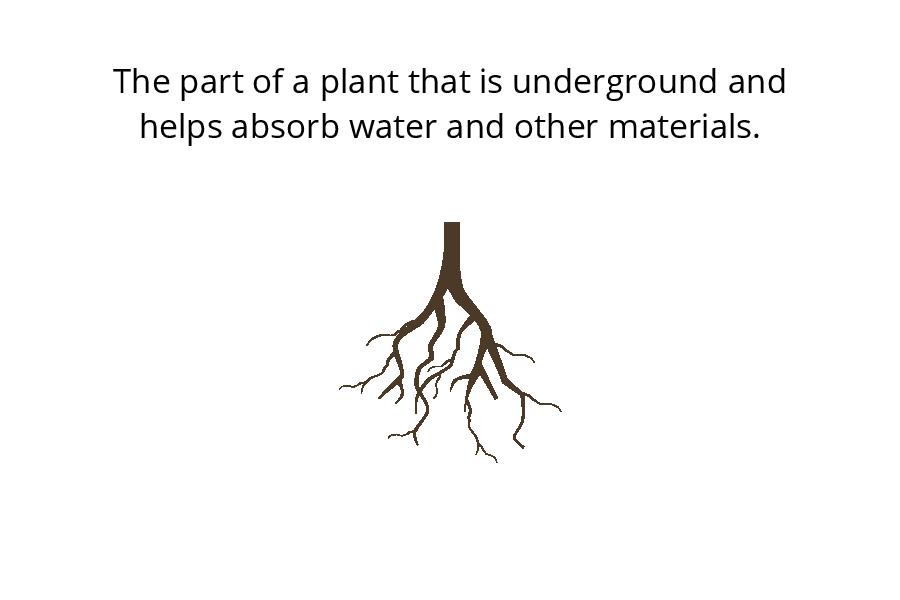 The part of a plant that is underground and
helps absorb water and other materials.